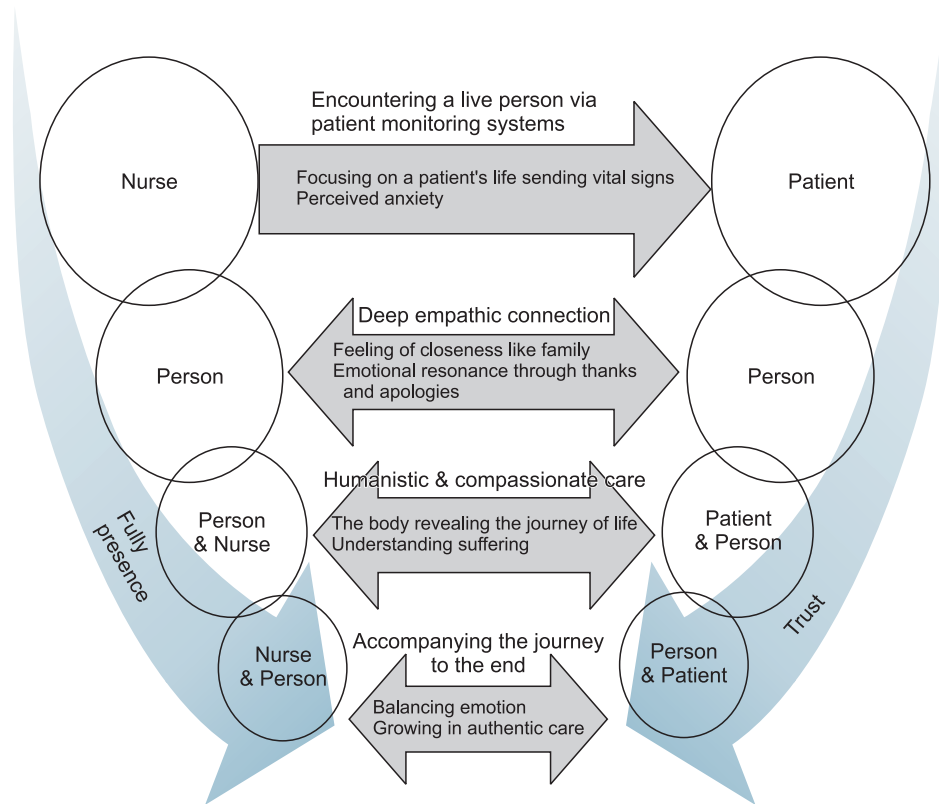 Encountering a live person via
patient monitoring systems
Nurse
Focusing on a patient's life sending vital signs
Perceived anxiety
Patient
Deep empathic connection
Person
Feeling of closeness like family
Emotional resonance through thanks
and apologies
Person
Humanistic & compassionate care
Person
& Nurse
The body revealing the journey of life
Understanding suffering
Patient
& Person
Fully
presence
Trust
Accompanying the journey
to the end
Nurse
& Person
Balancing emotion
Growing in authentic care
Person
& Patient